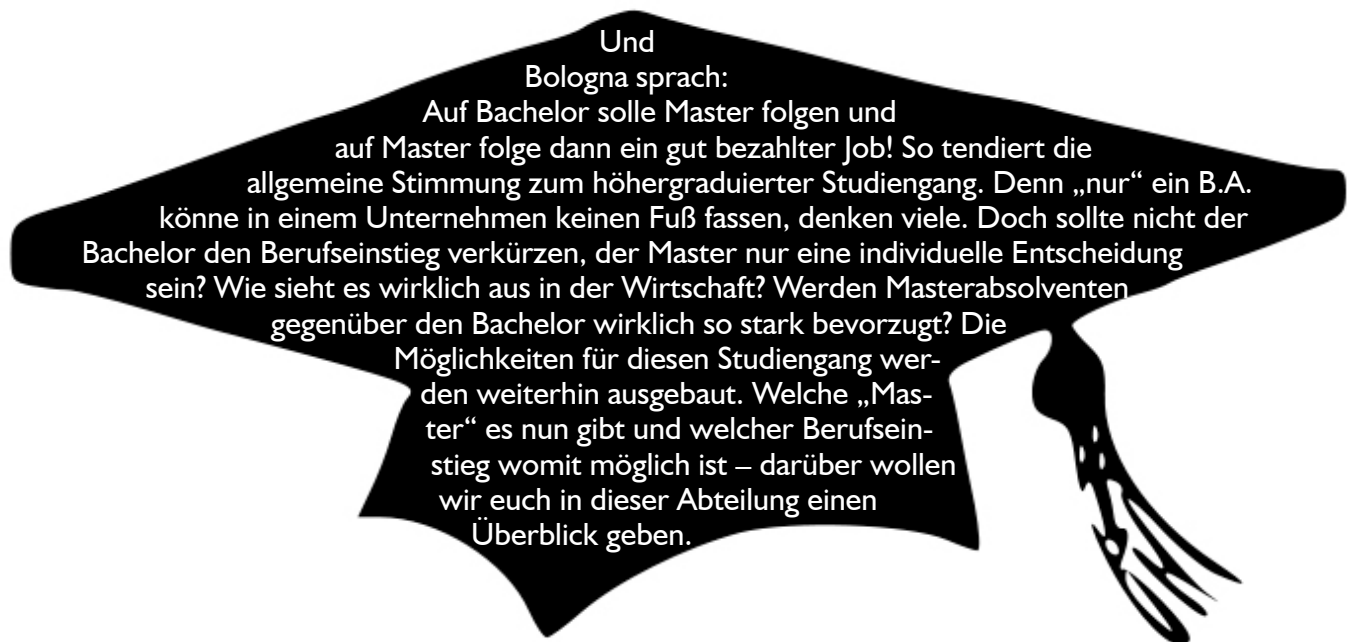 Und
Bologna sprach:
Auf Bachelor solle Master folgen und
auf Master folge dann ein gut bezahlter Job! So tendiert die
allgemeine Stimmung zum höhergraduierter Studiengang. Denn „nur“ ein B.A.
könne in einem Unternehmen keinen Fuß fassen, denken viele. Doch sollte nicht der
Bachelor den Berufseinstieg verkürzen, der Master nur eine individuelle Entscheidung
sein? Wie sieht es wirklich aus in der Wirtschaft? Werden Masterabsolventen
gegenüber den Bachelor wirklich so stark bevorzugt? Die
Möglichkeiten für diesen Studiengang wer-
den weiterhin ausgebaut. Welche „Mas-
ter“ es nun gibt und welcher Berufsein-
stieg womit möglich ist – darüber wollen
wir euch in dieser Abteilung einen
Überblick geben.